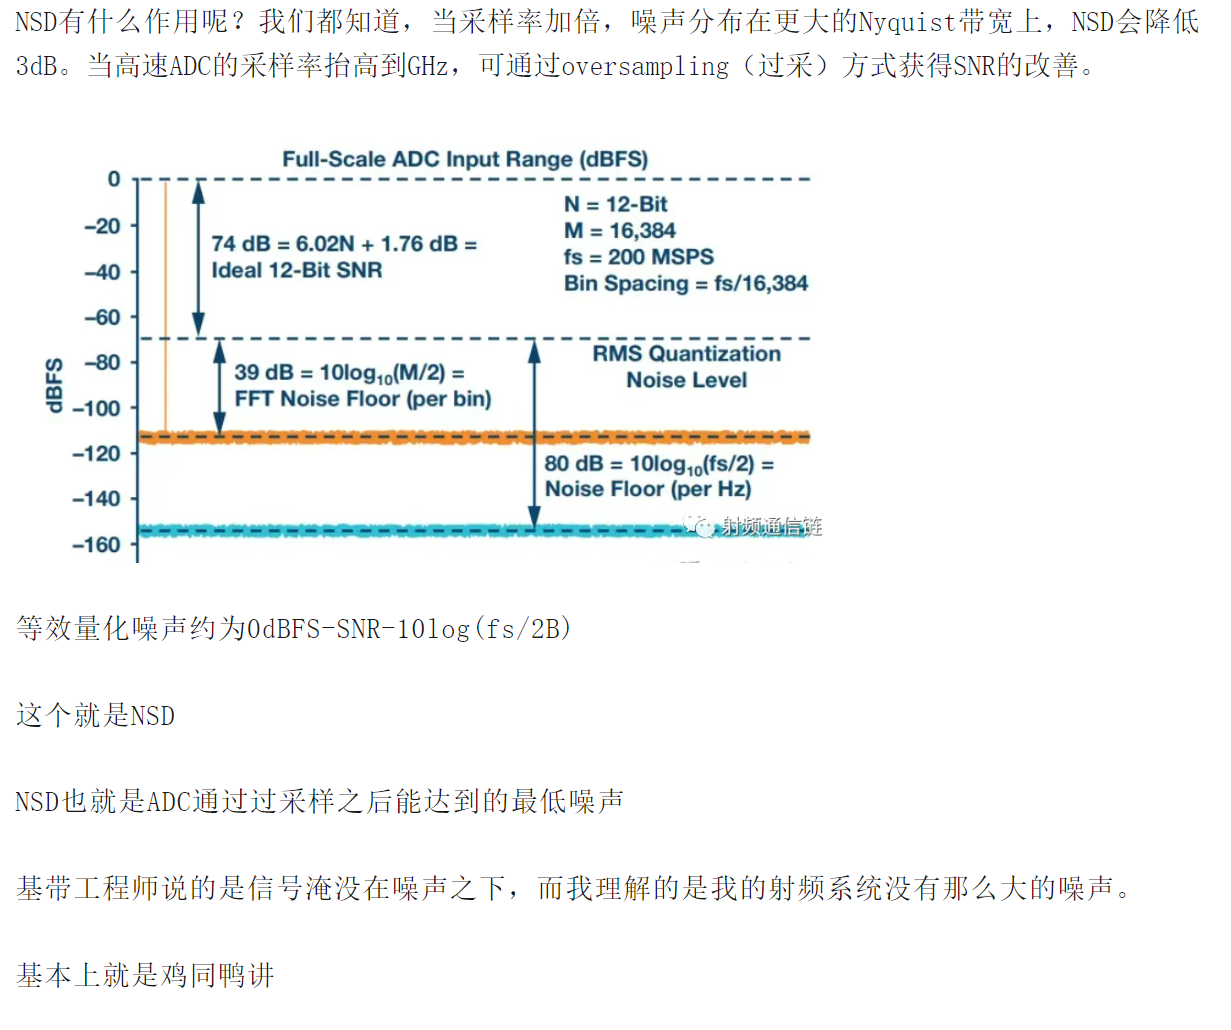 NSD有什么作用呢？我们都知道，当采样率加倍，噪声分布在更大的Nyquist带宽上，NSD会降低
3dB。当高速ADC的采样率抬高到GHz，可通过oversampling（过采）方式获得SNR的改善。
Full-Scale ADC Input Range (dBFS)
0
N = 12-Bit
–20
M = 16,384
74 dB = 6.02N + 1.76 dB =
fs = 200 MSPS
–40
Ideal 12-Bit SNR
Bin Spacing = fs/16,384
–60
RMS Quantization
–80
39 dB = 10log10(M/2) =
Noise Level
dBFS
FFT Noise Floor (per bin)
–100
–120
80 dB = 10log10(fs/2) =
–140
Noise Floor (per Hz)
射频通信链
–160
等效量化噪声约为0dBFS-SNR-10log(fs/2B)
这个就是NSD
NSD也就是ADC通过过采样之后能达到的最低噪声
基带工程师说的是信号淹没在噪声之下，而我理解的是我的射频系统没有那么大的噪声。
基本上就是鸡同鸭讲